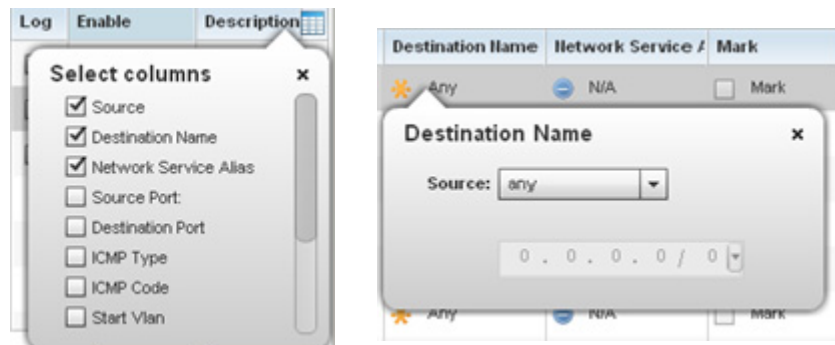 Log Enable Description
Select columns ×
Source
Destination Name
Network Service Alias
Source Port:
Destination Port
ICMP Type
ICMP Code
Start Vlan
Destination Name Network Service A Mark
Any N/A Mark
Destination Name ×
Source: any
0 . 0 . 0 . 0 / 0
Any N/A Mark